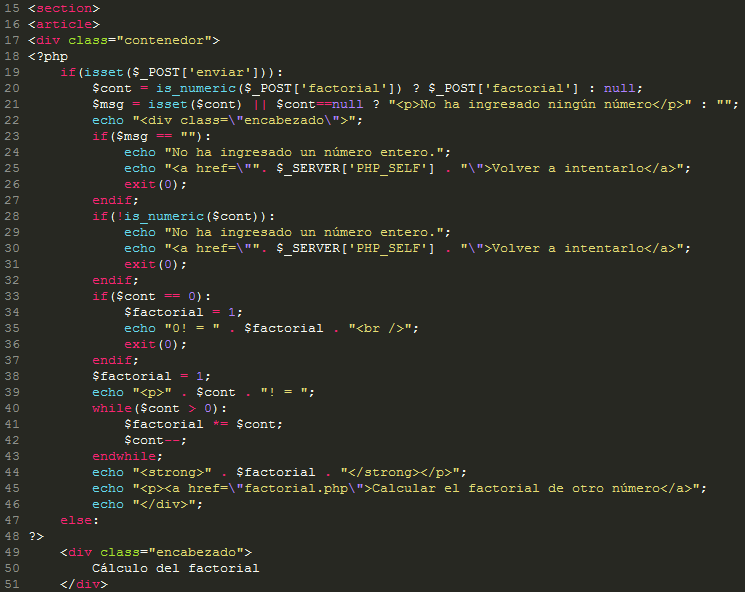 15 <section>
16 <article>
17 <div class="contenedor">
18 <?php
19     if(isset($_POST['enviar'])):
20         $cont = is_numeric($_POST['factorial']) ? $_POST['factorial'] : null;
21         $msg = isset($cont) || $cont==null ? "<p>No ha ingresado ningún número</p>" : "";
22         echo "<div class=\"encabezado\">";
23         if($msg == ""):
24             echo "No ha ingresado un número entero.";
25             echo "<a href=\"". $_SERVER['PHP_SELF'] . "\">Volver a intentarlo</a>";
26             exit(0);
27         endif;
28         if(!is_numeric($cont)):
29             echo "No ha ingresado un número entero.";
30             echo "<a href=\"". $_SERVER['PHP_SELF'] . "\">Volver a intentarlo</a>";
31             exit(0);
32         endif;
33         if($cont == 0):
34             $factorial = 1;
35             echo "0! = " . $factorial . "<br />";
36             exit(0);
37         endif;
38         $factorial = 1;
39         echo "<p>" . $cont . "! = ";
40         while($cont > 0):
41             $factorial *= $cont;
42             $cont--;
43         endwhile;
44         echo "<strong>" . $factorial . "</strong></p>";
45         echo "<p><a href=\"factorial.php\">Calcular el factorial de otro número</a>";
46         echo "</div>";
47     else:
48 ?>
49     <div class="encabezado">
50         Cálculo del factorial
51     </div>